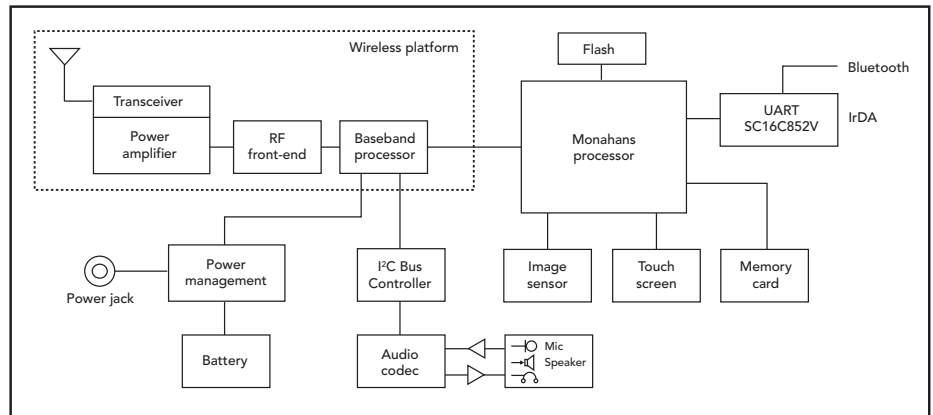 Wireless platform
Flash
Bluetooth
Transceiver
UART
SC16C852V
IrDA
Power
amplifier
RF
front-end
Baseband
processor
Monahans
processor
Power
management
I²C Bus
Controller
Image
sensor
Touch
screen
Memory
card
Power jack
Battery
Audio
codec
Mic
Speaker